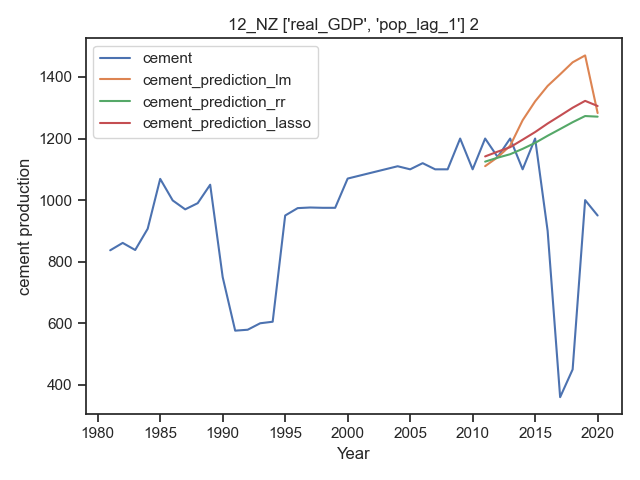 12_NZ ['real_GDP', 'pop_lag_1'] 2
cement
cement_prediction_lm
cement_prediction_rr
cement_prediction_lasso
cement production
1400
1200
1000
800
600
400
1980 1985 1990 1995 2000 2005 2010 2015 2020
Year